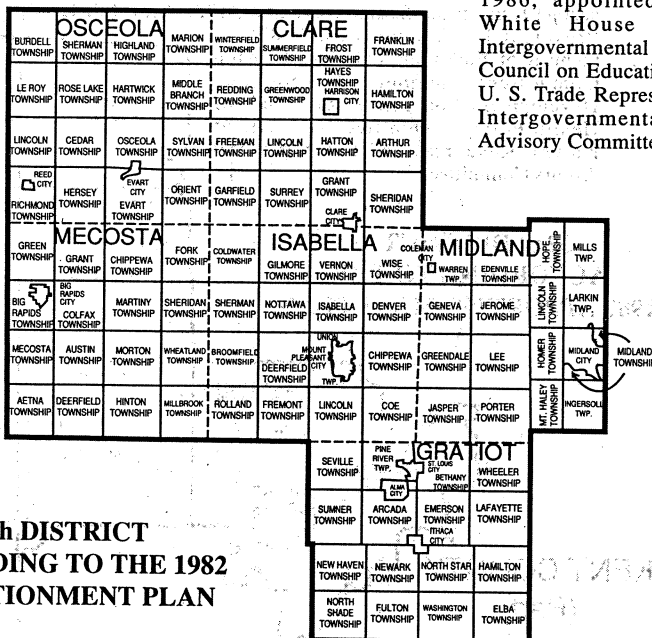 1986, appointed
White House
Intergovernmental
Council on Educati
U. S. Trade Repres
Intergovernmenta
Advisory Committe
OSCEOLA
CLARE
BURDELL TOWNSHIP
SHERMAN TOWNSHIP
HIGHLAND TOWNSHIP
MARION TOWNSHIP
WINTERFIELD TOWNSHIP
SUMMERFIELD TOWNSHIP
FROST TOWNSHIP
FRANKLIN TOWNSHIP
LE ROY TOWNSHIP
ROSE LAKE TOWNSHIP
HARTWICK TOWNSHIP
MIDDLE BRANCH TOWNSHIP
REDDING TOWNSHIP
GREENWOOD TOWNSHIP
HAYES TOWNSHIP
HARRISON CITY
HAMILTON TOWNSHIP
LINCOLN TOWNSHIP
CEDAR TOWNSHIP
OSCEOLA TOWNSHIP
SYLVAN TOWNSHIP
FREEMAN TOWNSHIP
LINCOLN TOWNSHIP
HATTON TOWNSHIP
ARTHUR TOWNSHIP
REED CITY
RICHMOND TOWNSHIP
HERSEY TOWNSHIP
EVART CITY
EVART TOWNSHIP
ORIENT TOWNSHIP
GARFIELD TOWNSHIP
SURREY TOWNSHIP
GRANT TOWNSHIP
CLARE CITY
SHERIDAN TOWNSHIP
MECOSTA
ISABELLA
MIDLAND
GREEN TOWNSHIP
GRANT TOWNSHIP
CHIPPEWA TOWNSHIP
FORK TOWNSHIP
COLDWATER TOWNSHIP
GILMORE TOWNSHIP
VERNON TOWNSHIP
WISE TOWNSHIP
COLEMAN CITY
WARREN TWP.
EDENVILLE TOWNSHIP
HOPE TOWNSHIP
MILLS TWP.
BIG RAPIDS TOWNSHIP
BIG RAPIDS CITY
COLFAX TOWNSHIP
MARTINY TOWNSHIP
SHERIDAN TOWNSHIP
SHERMAN TOWNSHIP
NOTTAWA TOWNSHIP
ISABELLA TOWNSHIP
DENVER TOWNSHIP
GENEVA TOWNSHIP
JEROME TOWNSHIP
LINCOLN TOWNSHIP
LARKIN TWP.
MECOSTA TOWNSHIP
AUSTIN TOWNSHIP
MORTON TOWNSHIP
WHEATLAND TOWNSHIP
BROOMFIELD TOWNSHIP
DEERFIELD TOWNSHIP
UNION
MOUNT PLEASANT CITY
TWP.
CHIPPEWA TOWNSHIP
GREENDALE TOWNSHIP
LEE TOWNSHIP
HOMER TOWNSHIP
MIDLAND CITY
MIDLAND TOWNSHIP
AETNA TOWNSHIP
DEERFIELD TOWNSHIP
HINTON TOWNSHIP
MILLBROOK TOWNSHIP
ROLLAND TOWNSHIP
FREMONT TOWNSHIP
LINCOLN TOWNSHIP
COE TOWNSHIP
JASPER TOWNSHIP
PORTER TOWNSHIP
MT. HALEY TOWNSHIP
INGERSOLL TWP.
GRATIOT
SEVILLE TOWNSHIP
PINE RIVER TWP.
ALMA CITY
ST. LOUIS CITY
BETHANY TOWNSHIP
WHEELER TOWNSHIP
SUMNER TOWNSHIP
ARCADA TOWNSHIP
EMERSON TOWNSHIP
ITHACA CITY
LAFAYETTE TOWNSHIP
NEW HAVEN TOWNSHIP
NEWARK TOWNSHIP
NORTH STAR TOWNSHIP
HAMILTON TOWNSHIP
NORTH SHADE TOWNSHIP
FULTON TOWNSHIP
WASHINGTON TOWNSHIP
ELBA TOWNSHIP
h DISTRICT
DING TO THE 1982
TIONMENT PLAN